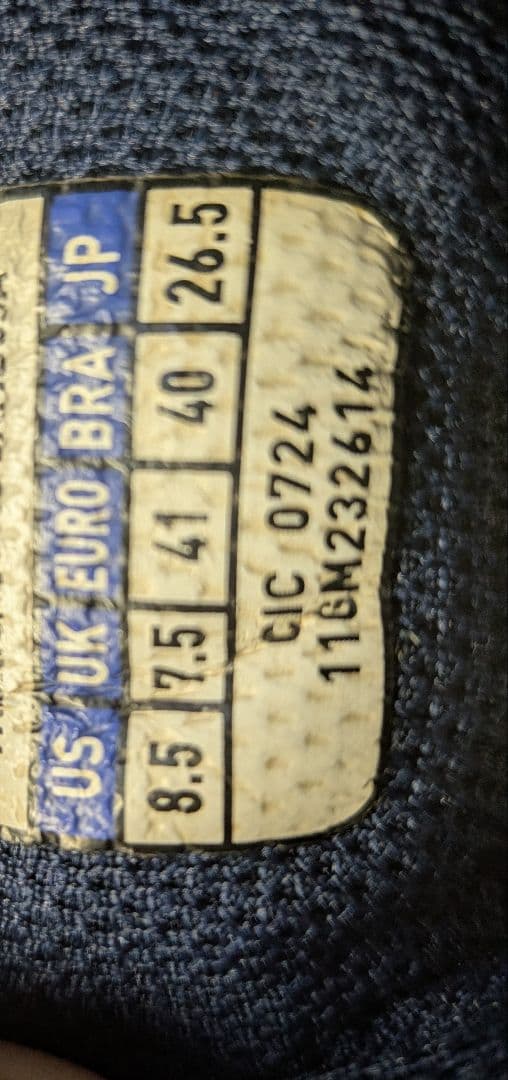 US UK EURO BRA JP
8.5 7.5 41 40 26.5
CIC 0724
11GM232614